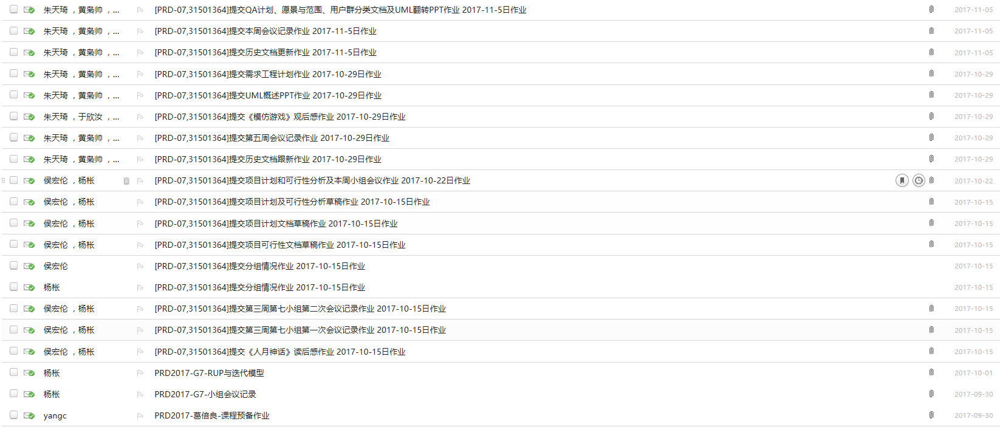 朱天琦 ，黄枭帅 ，... [PRD-07,31501364]提交QA计划、愿景与范围、用户群分类文档及UML翻转PPT作业 2017-11-5日作业 2017-11-05
朱天琦 ，黄枭帅 ，... [PRD-07,31501364]提交本周会议记录作业 2017-11-5日作业 2017-11-05
朱天琦 ，黄枭帅 ，... [PRD-07,31501364]提交历史文档更新作业 2017-11-5日作业 2017-11-05
朱天琦 ，黄枭帅 ，... [PRD-07,31501364]提交需求工程计划作业 2017-10-29日作业 2017-10-29
朱天琦 ，黄枭帅 ，... [PRD-07,31501364]提交UML概述PPT作业 2017-10-29日作业 2017-10-29
朱天琦 ，于欣汝 ，... [PRD-07,31501364]提交《模仿游戏》观后感作业 2017-10-29日作业 2017-10-29
朱天琦 ，黄枭帅 ，... [PRD-07,31501364]提交第五周会议记录作业 2017-10-29日作业 2017-10-29
朱天琦 ，黄枭帅 ，... [PRD-07,31501364]提交历史文档跟新作业 2017-10-29日作业 2017-10-29
侯宏伦 ，杨枨 [PRD-07,31501364]提交项目计划和可行性分析及本周小组会议作业 2017-10-22日作业 2017-10-22
侯宏伦 ，杨枨 [PRD-07,31501364]提交项目计划及可行性分析草稿作业 2017-10-15日作业 2017-10-15
侯宏伦 ，杨枨 [PRD-07,31501364]提交项目计划文档草稿作业 2017-10-15日作业 2017-10-15
侯宏伦 ，杨枨 [PRD-07,31501364]提交项目可行性文档草稿作业 2017-10-15日作业 2017-10-15
侯宏伦 [PRD-07,31501364]提交分组情况作业 2017-10-15日作业 2017-10-15
杨枨 [PRD-07,31501364]提交分组情况作业 2017-10-15日作业 2017-10-15
侯宏伦 ，杨枨 [PRD-07,31501364]提交第三周第七小组第二次会议记录作业 2017-10-15日作业 2017-10-15
侯宏伦 ，杨枨 [PRD-07,31501364]提交第三周第七小组第一次会议记录作业 2017-10-15日作业 2017-10-15
侯宏伦 ，杨枨 [PRD-07,31501364]提交《人月神话》读后感作业 2017-10-15日作业 2017-10-15
杨枨 PRD2017-G7-RUP与迭代模型 2017-10-01
杨枨 PRD2017-G7-小组会议记录 2017-09-30
yangc PRD2017-葛倍良-课程预备作业 2017-09-30